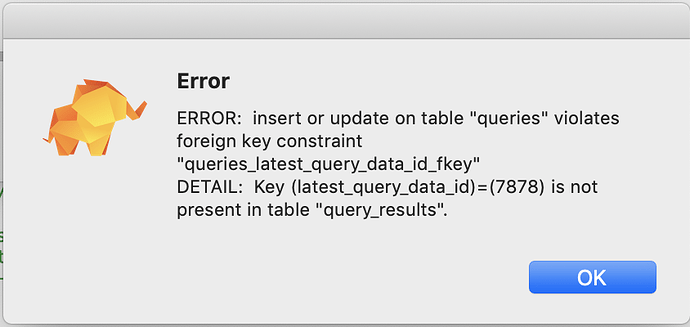 Error
ERROR:  insert or update on table "queries" violates
foreign key constraint
"queries_latest_query_data_id_fkey"
DETAIL:  Key (latest_query_data_id)=(7878) is not
present in table "query_results".
OK